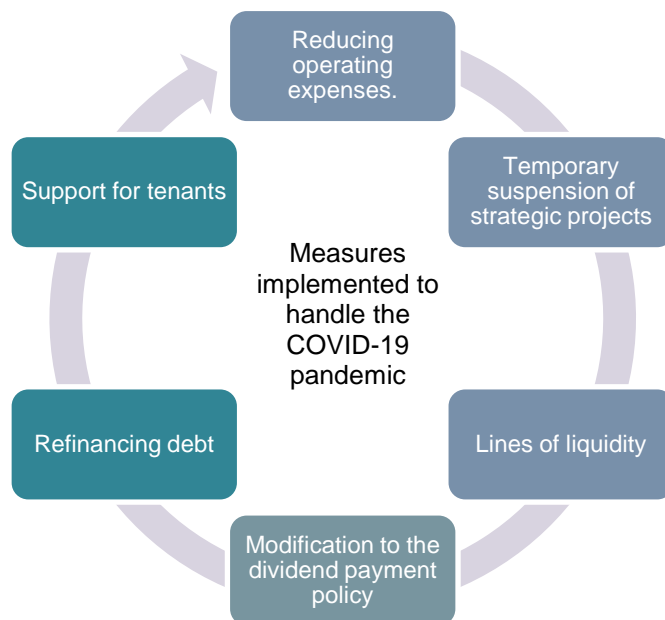 Reducing
operating
expenses.
Temporary
suspension of
strategic projects
Lines of liquidity
Modification to the
dividend payment
policy
Refinancing debt
Support for tenants
Measures
implemented to
handle the
COVID-19
pandemic